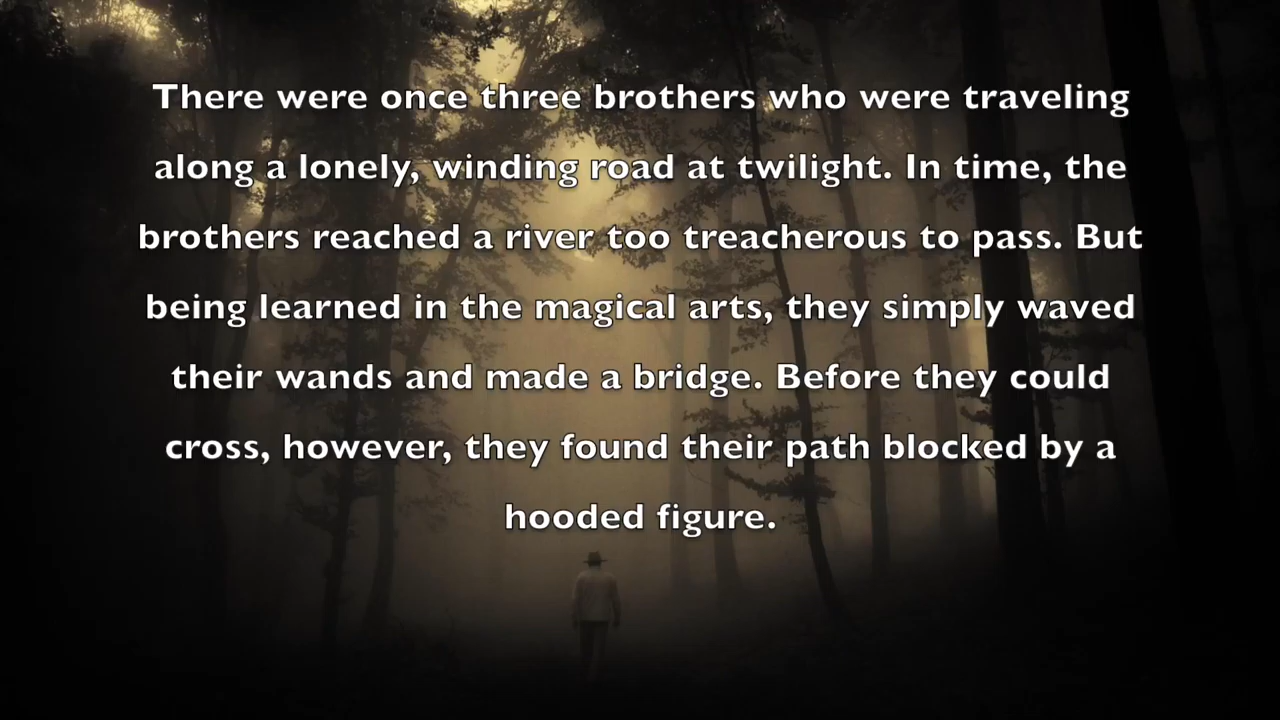 There were once three brothers who were traveling
along a lonely, winding road at twilight. In time, the
brothers reached a river too treacherous to pass. But
being learned in the magical arts, they simply waved
their wands and made a bridge. Before they could
cross, however, they found their path blocked by a
hooded figure.